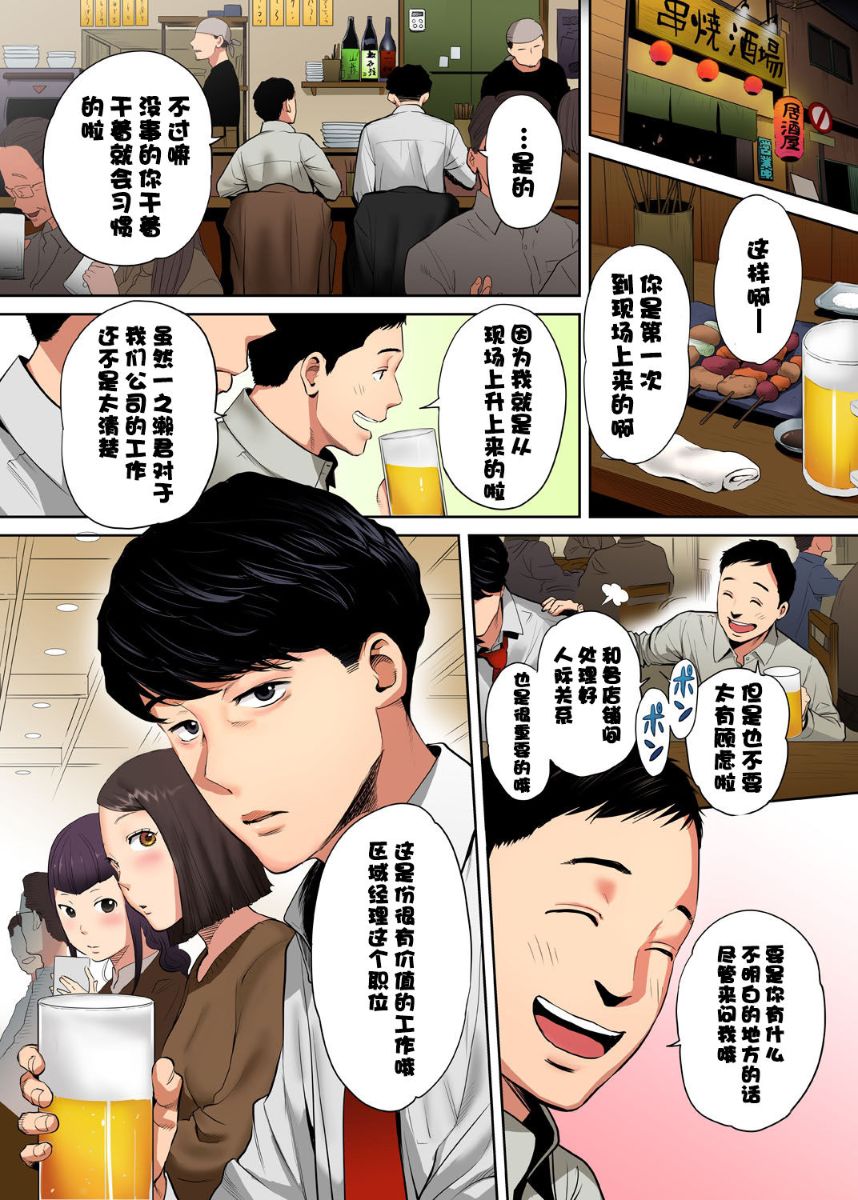 串焼酒場
居酒屋
営業中
这样啊ー
你是第一次
到现场上来的啊
…是的
不过嘛
没事的你干着
干着就会习惯
的啦
因为我就是从
现场上升上来的啦
虽然一之濑君对于
我们公司的工作
还不是太清楚
但是也不要
太有顾虑啦
ポン
ポン
和各店铺间
处理好
人际关系
也是很重要的哦
要是你有什么
不明白的地方的话
尽管来问我哦
这是份很有价值的工作哦
区域经理这个职位